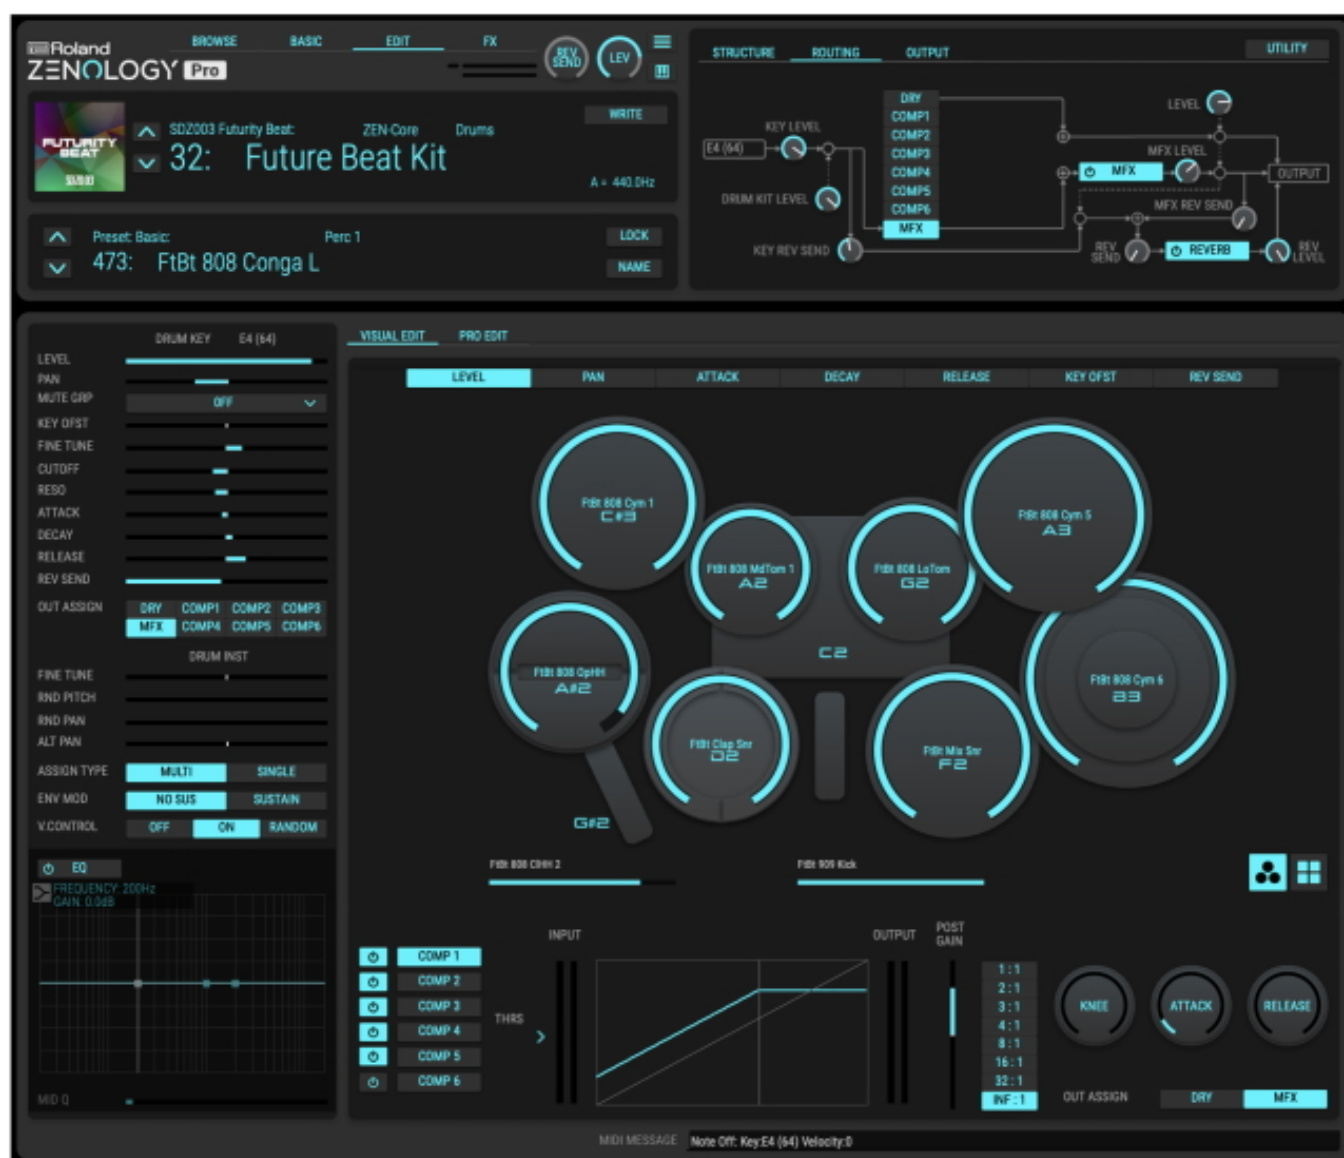 Roland
ZENOLOGY Pro
BROWSE BASIC EDIT FX
REV SEND
LEV
FUTURITY BEAT
SDZ003
SDZ003 Futurity Beat: ZEN-Core Drums
32: Future Beat Kit
WRITE
A = 440.0Hz
Preset: Basic: Perc 1
473: FtBt 808 Conga L
LOCK
NAME
STRUCTURE ROUTING OUTPUT
UTILITY
DRY
COMP1
COMP2
COMP3
COMP4
COMP5
COMP6
MFX
KEY LEVEL
E4 (64)
DRUM KIT LEVEL
KEY REV SEND
LEVEL
MFX LEVEL
MFX
OUTPUT
MFX REV SEND
REV SEND
REVERB
REV LEVEL
DRUM KEY E4 (64)
LEVEL
PAN
MUTE GRP OFF
KEY OFST
FINE TUNE
CUTOFF
RESO
ATTACK
DECAY
RELEASE
REV SEND
OUT ASSIGN DRY COMP1 COMP2 COMP3
MFX COMP4 COMP5 COMP6
DRUM INST
FINE TUNE
RND PITCH
RND PAN
ALT PAN
ASSIGN TYPE MULTI SINGLE
ENV MOD NO SUS SUSTAIN
V.CONTROL OFF ON RANDOM
EQ
FREQUENCY: 200Hz
GAIN: 0.0dB
MID Q
VISUAL EDIT PRO EDIT
LEVEL PAN ATTACK DECAY RELEASE KEY OFST REV SEND
FtBt 808 Cym 1
C#3
FtBt 808 Cym 5
A3
FtBt 808 MdTom 1
A2
FtBt 808 LoTom
G2
C2
FtBt 808 OpHH
A#2
FtBt 808 Cym 6
B3
FtBt Clap Snr
D2
FtBt Mix Snr
F2
G#2
FtBt 808 ClHH 2
FtBt 909 Kick
COMP 1
COMP 2
COMP 3
COMP 4
COMP 5
COMP 6
INPUT
THRS
OUTPUT
POST GAIN
1 : 1
2 : 1
3 : 1
4 : 1
8 : 1
16 : 1
32 : 1
INF : 1
KNEE
ATTACK
RELEASE
OUT ASSIGN DRY MFX
MIDI MESSAGE Note Off: Key:E4 (64) Velocity:0